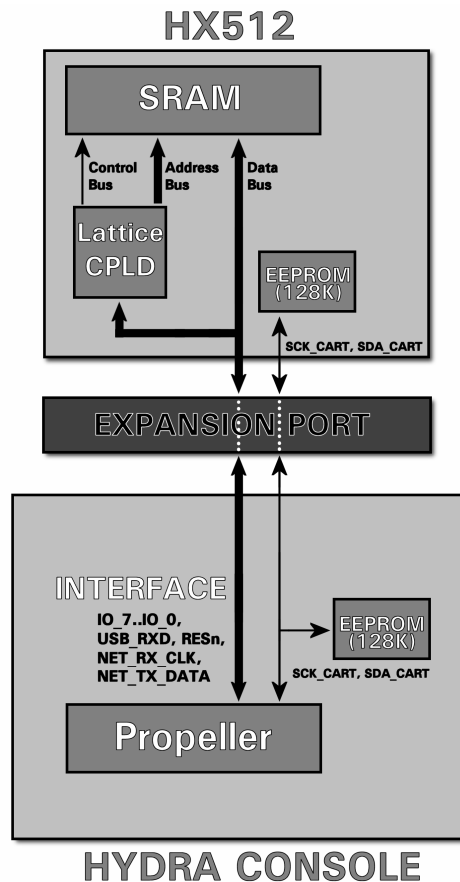 HX512
SRAM
Control
Bus
Address
Bus
Data
Bus
Lattice
CPLD
EEPROM
(128K)
SCK_CART, SDA_CART
EXPANSION PORT
INTERFACE
IO_7..IO_0,
USB_RXD, RESn,
NET_RX_CLK,
NET_TX_DATA
EEPROM
(128K)
SCK_CART, SDA_CART
Propeller
HYDRA CONSOLE